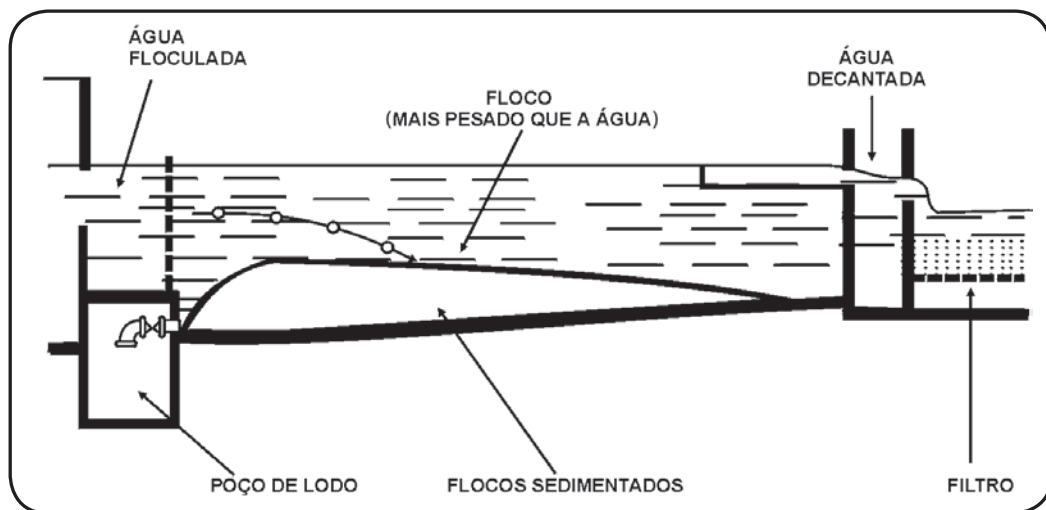 ÁGUA
FLOCULADA
FLOCO
(MAIS PESADO QUE A ÁGUA)
ÁGUA
DECANTADA
POÇO DE LODO
FLOCOS SEDIMENTADOS
FILTRO